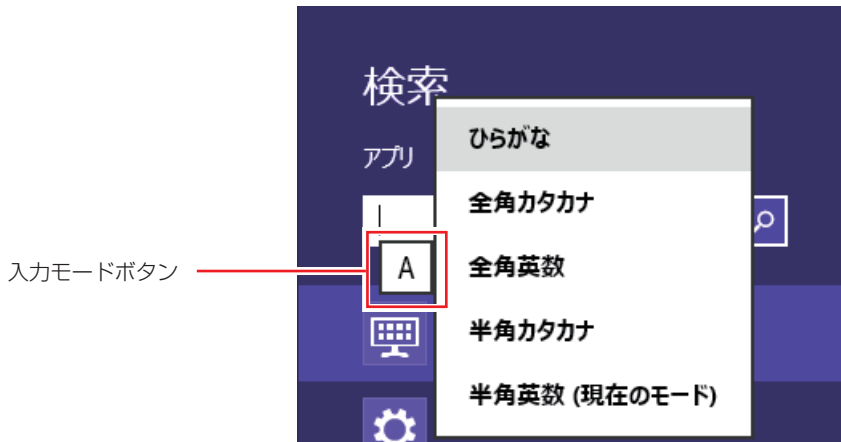 検索
アプリ
ひらがな
全角カタカナ
全角英数
半角カタカナ
半角英数 (現在のモード)
A
入力モードボタン